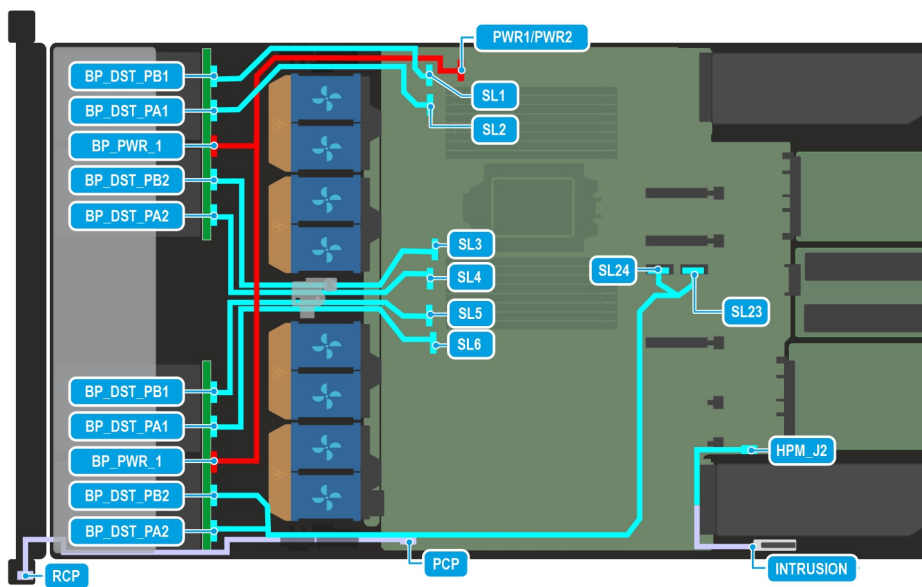 PWR1/PWR2
BP_DST_PB1
SL1
BP_DST_PA1
SL2
BP_PWR_1
BP_DST_PB2
BP_DST_PA2
SL3
SL4
SL24
SL5
SL23
SL6
BP_DST_PB1
BP_DST_PA1
HPM_J2
BP_PWR_1
BP_DST_PB2
BP_DST_PA2
PCP
INTRUSION
RCP